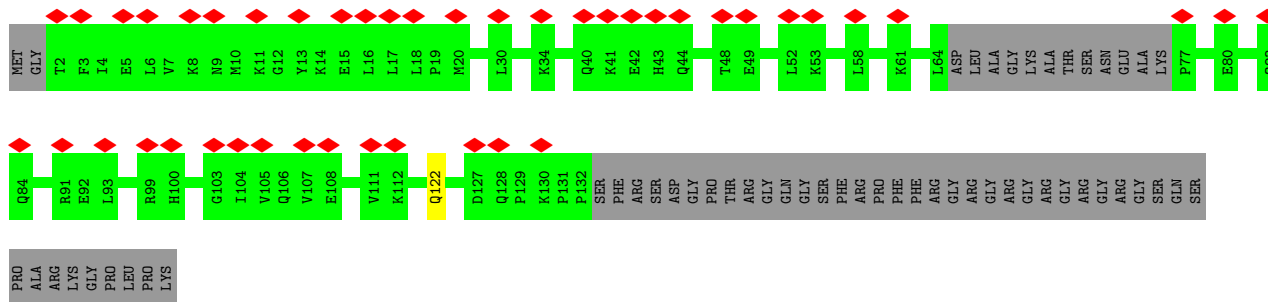 MET GLY T2 F3 I4 E5 L6 V7 K8 N9 M10 K11 G12 Y13 K14 E15 L16 L17 L18 P19 M20 L30 K34 Q40 K41 E42 H43 Q44 T48 E49 L52 K53 L58 K61 L64 ASP LEU ALA GLY LYS ALA THR SER ASN GLU ALA LYS P77 E80
Q84 R91 E92 L93 R99 H100 G103 I104 V105 Q106 V107 E108 V111 K112 Q122 D127 Q128 P129 K130 P131 P132 SER PHE ARG SER ASP GLY PRO THR ARG GLY GLN GLY SER PHE ARG PRO PHE PHE ARG GLY ARG GLY ARG GLY ARG GLY ARG GLY ARG GLY SER GLN SER
PRO ALA ARG LYS GLY PRO LEU PRO LYS